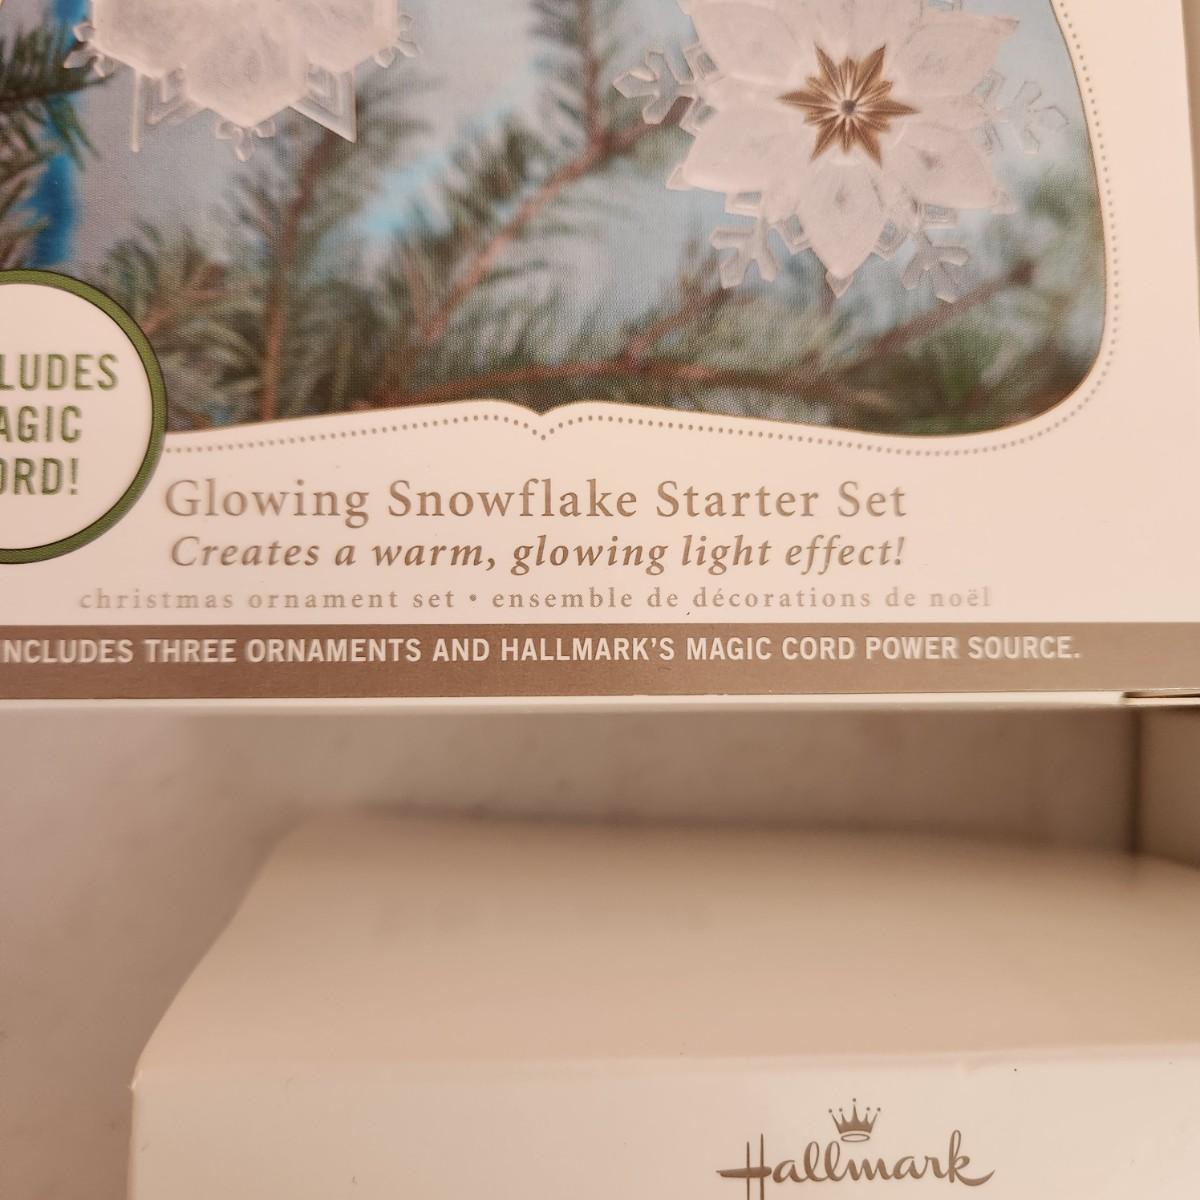 LUDES
AGIC
ORD!
Glowing Snowflake Starter Set
Creates a warm, glowing light effect!
christmas ornament set • ensemble de décorations de noël
INCLUDES THREE ORNAMENTS AND HALLMARK'S MAGIC CORD POWER SOURCE.
Hallmark